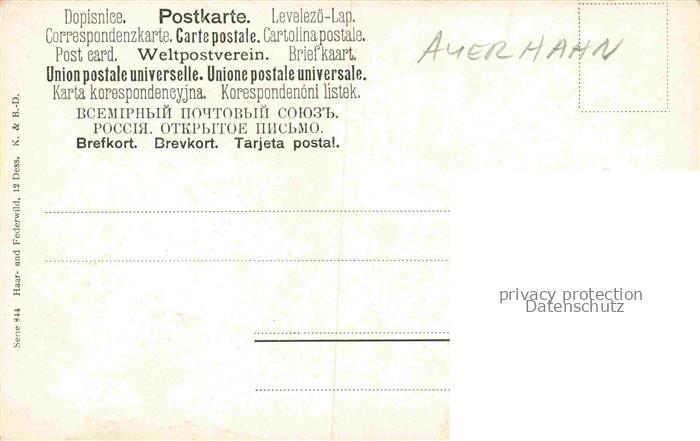 Dopisnice. Postkarte. Levelező-Lap.
Correspondenzkarte. Carte postale. Cartolina postale.
Post card. Weltpostverein. Briefkaart.
Union postale universelle. Unione postale universale.
Karta korespondencyjna. Korespondenóni listek.
ВСЕМІРНЫЙ ПОЧТОВЫЙ СОЮЗЪ.
РОССІЯ. ОТКРЫТОЕ ПИСЬМО.
Brefkort. Brevkort. Tarjeta postal.
AUERHAHN
Serie 844 Haar- und Federwild, 12 Dess. K. & B.-D.
privacy protection
Datenschutz